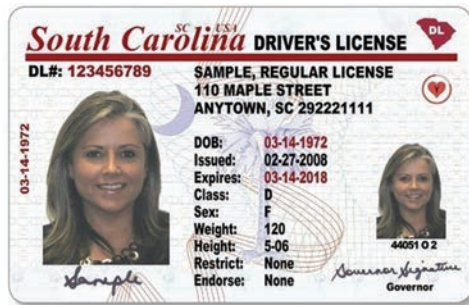 SC USA
South Carolina DRIVER'S LICENSE
DL
DL#: 123456789
SAMPLE, REGULAR LICENSE
110 MAPLE STREET
ANYTOWN, SC 292221111
03-14-1972
DOB: 03-14-1972
Issued: 02-27-2008
Expires: 03-14-2018
Class: D
Sex: F
Weight: 120
Height: 5-06
Restrict: None
Endorse: None
44051 O 2
Sample
Governor Signature
Governor